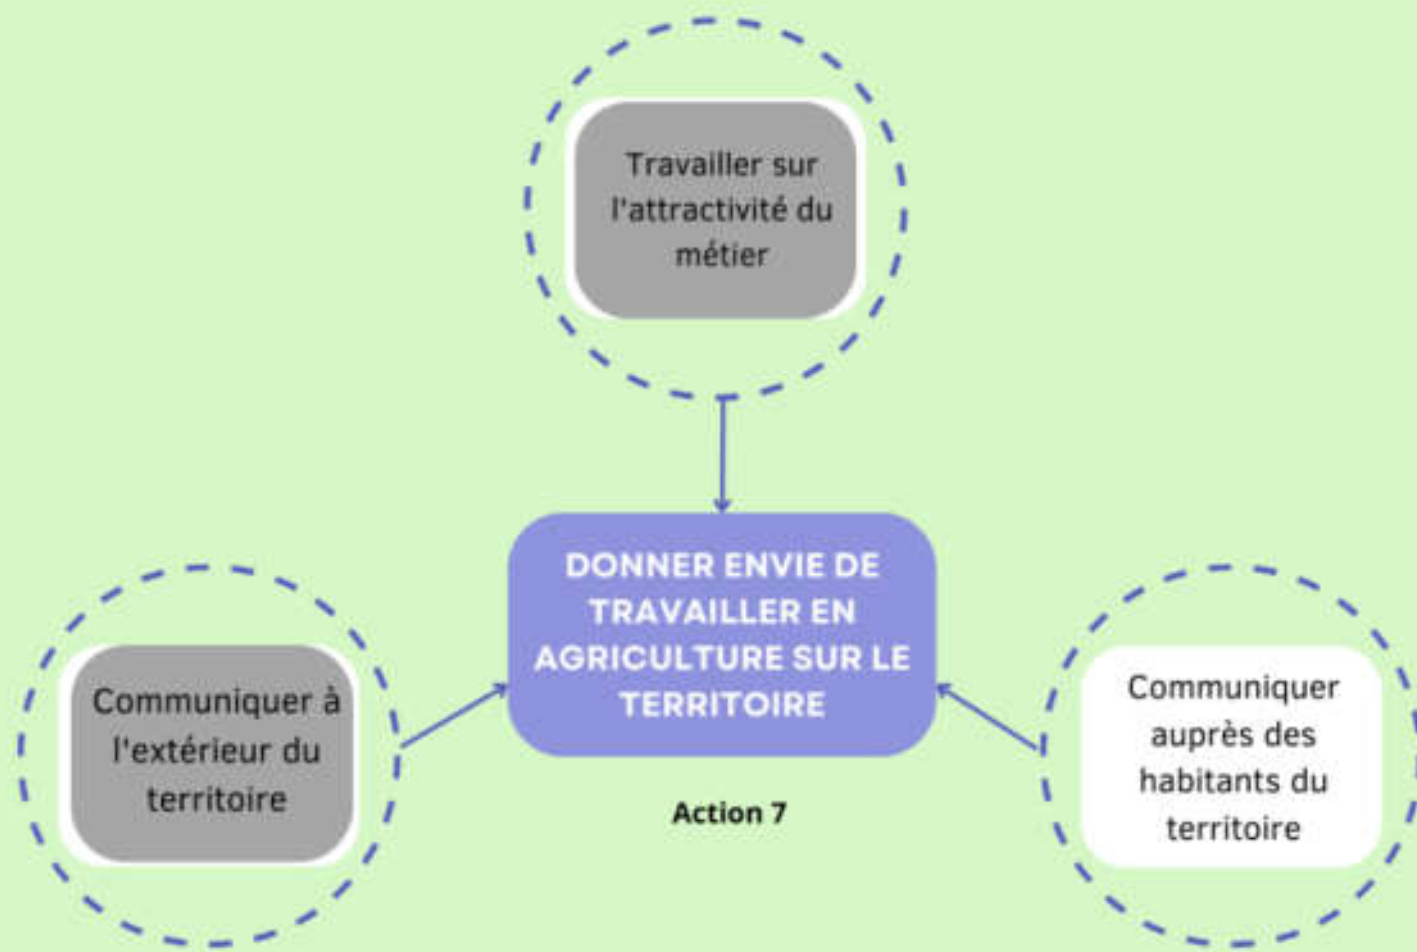 Travailler sur
l'attractivité du
métier
DONNER ENVIE DE
TRAVAILLER EN
AGRICULTURE SUR LE
TERRITOIRE
Communiquer à
l'extérieur du
territoire
Communiquer
auprès des
habitants du
territoire
Action 7